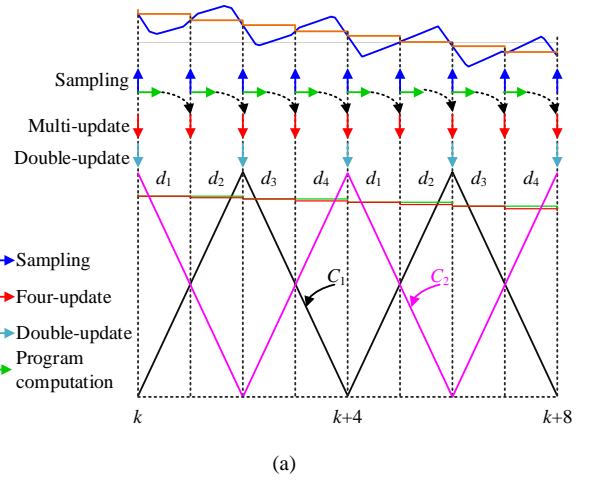 Sampling
Multi-update
Double-update
d₁ d₂ d₃ d₄ d₁ d₂ d₃ d₄
C₁ C₂
Sampling
Four-update
Double-update
Program
computation
k k+4 k+8
(a)